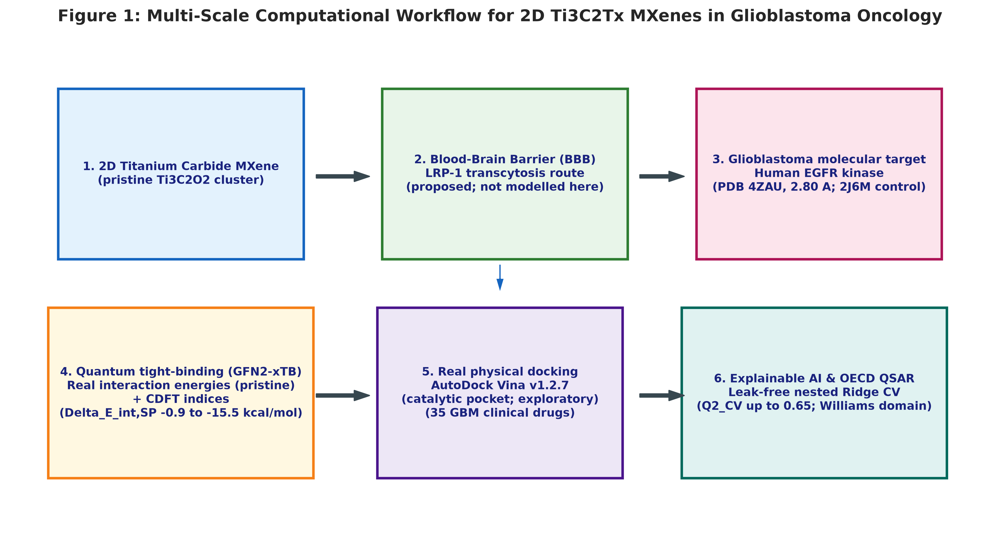 Figure 1: Multi-Scale Computational Workflow for 2D Ti3C2Tx MXenes in Glioblastoma Oncology
1. 2D Titanium Carbide MXene
(pristine Ti3C2O2 cluster)
2. Blood-Brain Barrier (BBB)
LRP-1 transcytosis route
(proposed; not modelled here)
3. Glioblastoma molecular target
Human EGFR kinase
(PDB 4ZAU, 2.80 A; 2J6M control)
4. Quantum tight-binding (GFN2-xTB)
Real interaction energies (pristine)
+ CDFT indices
(Delta_E_int,SP -0.9 to -15.5 kcal/mol)
5. Real physical docking
AutoDock Vina v1.2.7
(catalytic pocket; exploratory)
(35 GBM clinical drugs)
6. Explainable AI & OECD QSAR
Leak-free nested Ridge CV
(Q2_CV up to 0.65; Williams domain)